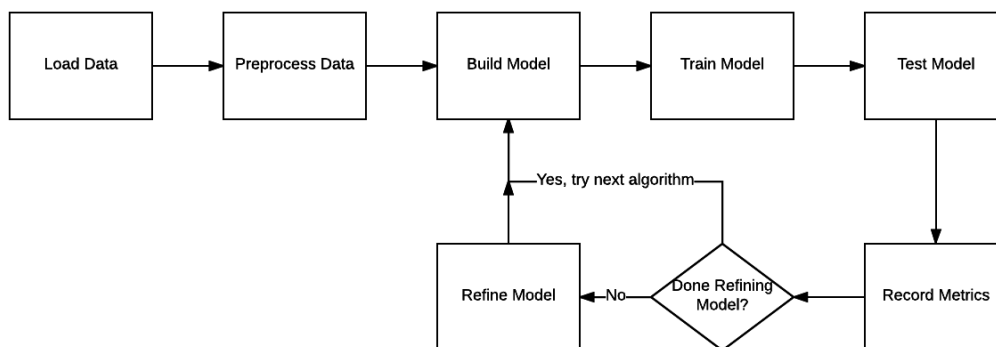 Load Data
Preprocess Data
Build Model
Train Model
Test Model
Yes, try next algorithm
Refine Model
No
Done Refining
Model?
Record Metrics